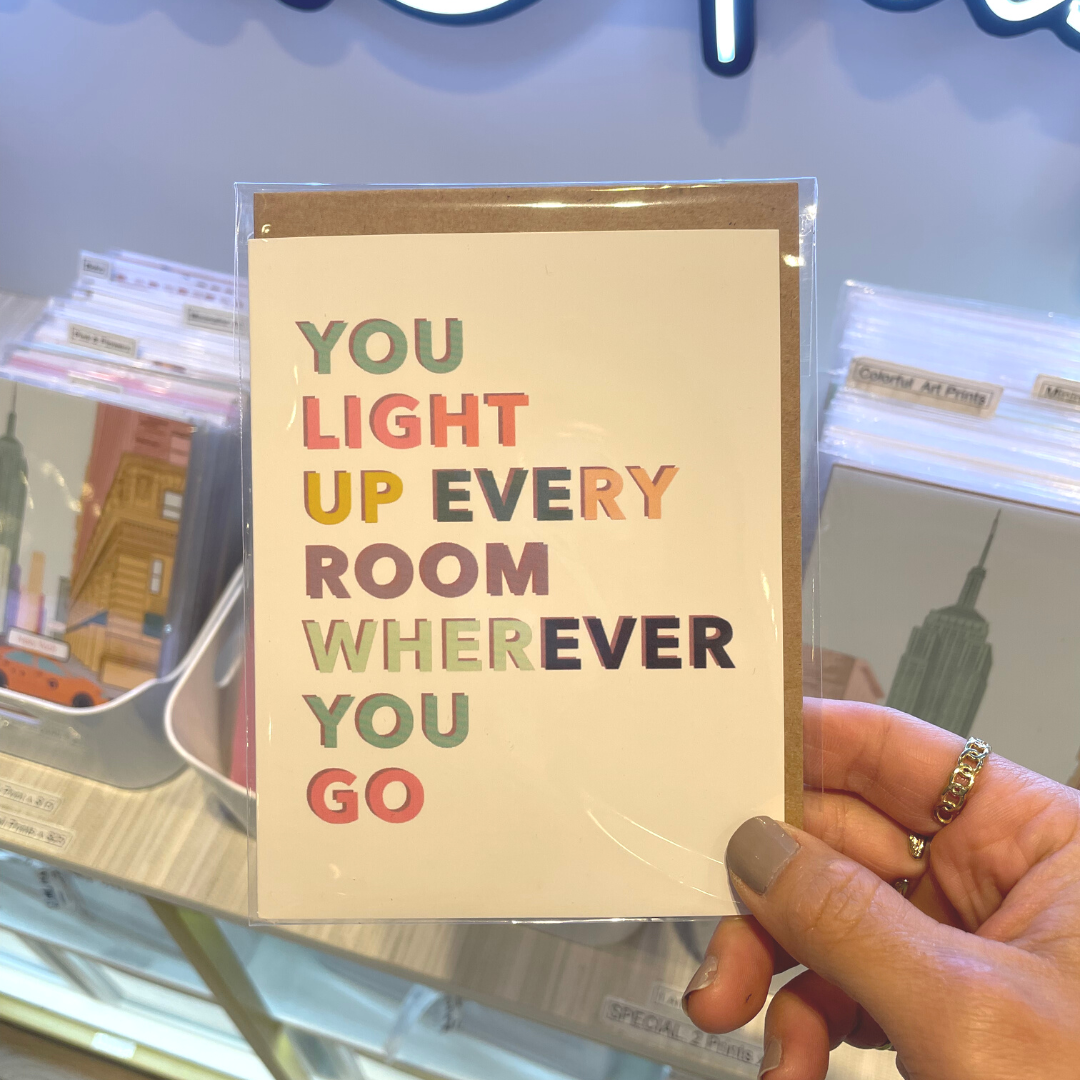 YOU
LIGHT
UP EVERY
ROOM
WHEREVER
YOU
GO
Colorful Art Prints
SPECIAL 2 Prints